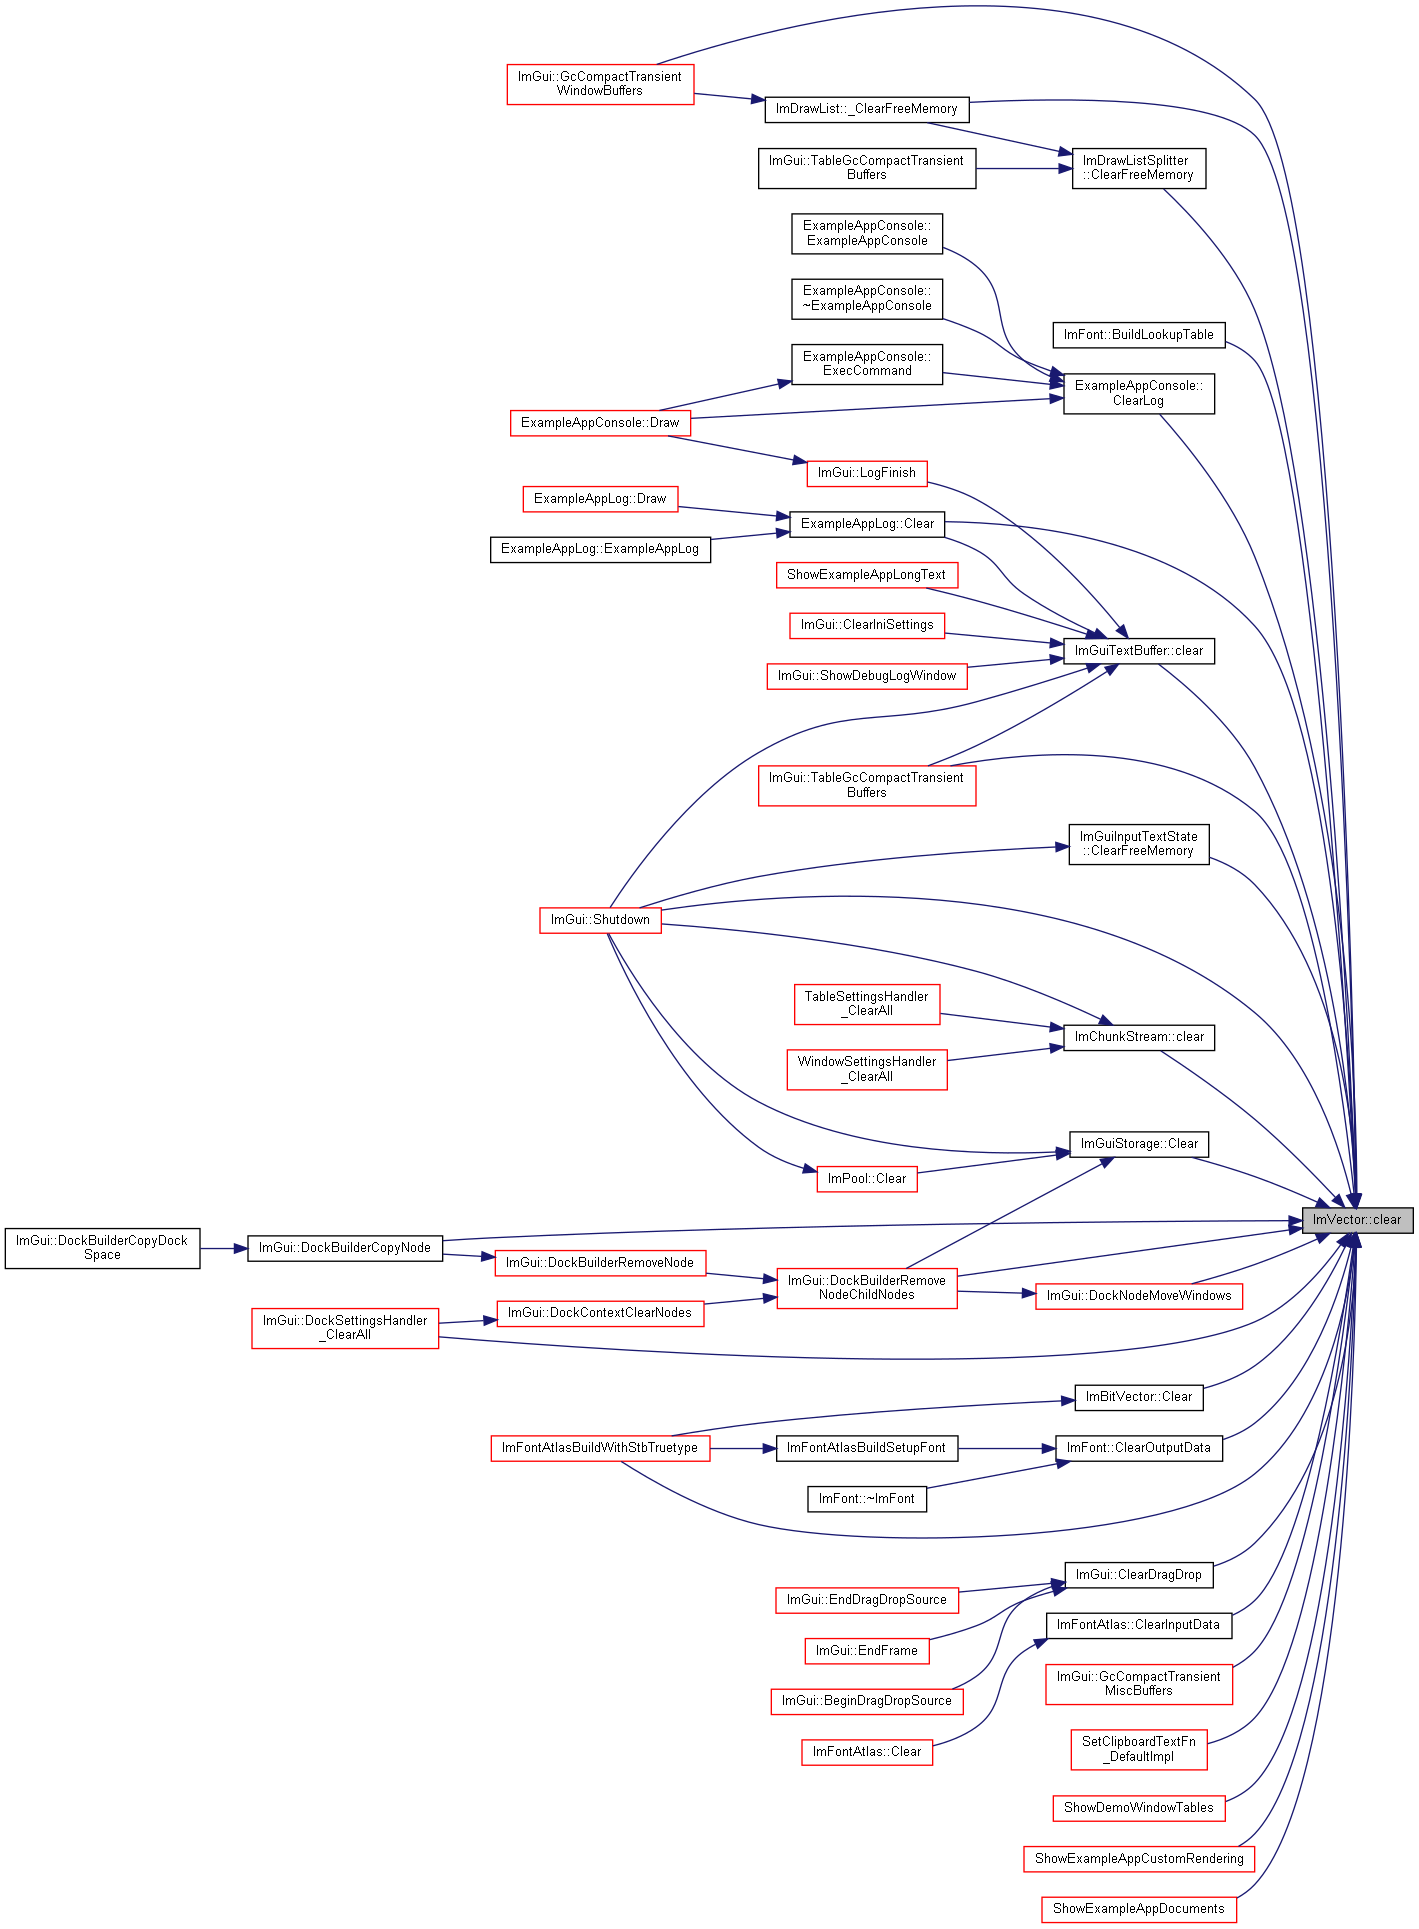 ImGui::GcCompactTransient
WindowBuffers
ImDrawList::_ClearFreeMemory
ImGui::TableGcCompactTransient
Buffers
ImDrawListSplitter
::ClearFreeMemory
ExampleAppConsole::
ExampleAppConsole
ExampleAppConsole::
~ExampleAppConsole
ImFont::BuildLookupTable
ExampleAppConsole::
ExecCommand
ExampleAppConsole::
ClearLog
ExampleAppConsole::Draw
ImGui::LogFinish
ExampleAppLog::Draw
ExampleAppLog::Clear
ExampleAppLog::ExampleAppLog
ShowExampleAppLongText
ImGui::ClearIniSettings
ImGuiTextBuffer::clear
ImGui::ShowDebugLogWindow
ImGui::TableGcCompactTransient
Buffers
ImGuiInputTextState
::ClearFreeMemory
ImGui::Shutdown
TableSettingsHandler
_ClearAll
ImChunkStream::clear
WindowSettingsHandler
_ClearAll
ImGuiStorage::Clear
ImPool::Clear
ImVector::clear
ImGui::DockBuilderCopyDock
Space
ImGui::DockBuilderCopyNode
ImGui::DockBuilderRemoveNode
ImGui::DockBuilderRemove
NodeChildNodes
ImGui::DockNodeMoveWindows
ImGui::DockContextClearNodes
ImGui::DockSettingsHandler
_ClearAll
ImBitVector::Clear
ImFontAtlasBuildWithStbTruetype
ImFontAtlasBuildSetupFont
ImFont::ClearOutputData
ImFont::~ImFont
ImGui::ClearDragDrop
ImGui::EndDragDropSource
ImFontAtlas::ClearInputData
ImGui::EndFrame
ImGui::GcCompactTransient
MiscBuffers
ImGui::BeginDragDropSource
SetClipboardTextFn
_DefaultImpl
ImFontAtlas::Clear
ShowDemoWindowTables
ShowExampleAppCustomRendering
ShowExampleAppDocuments